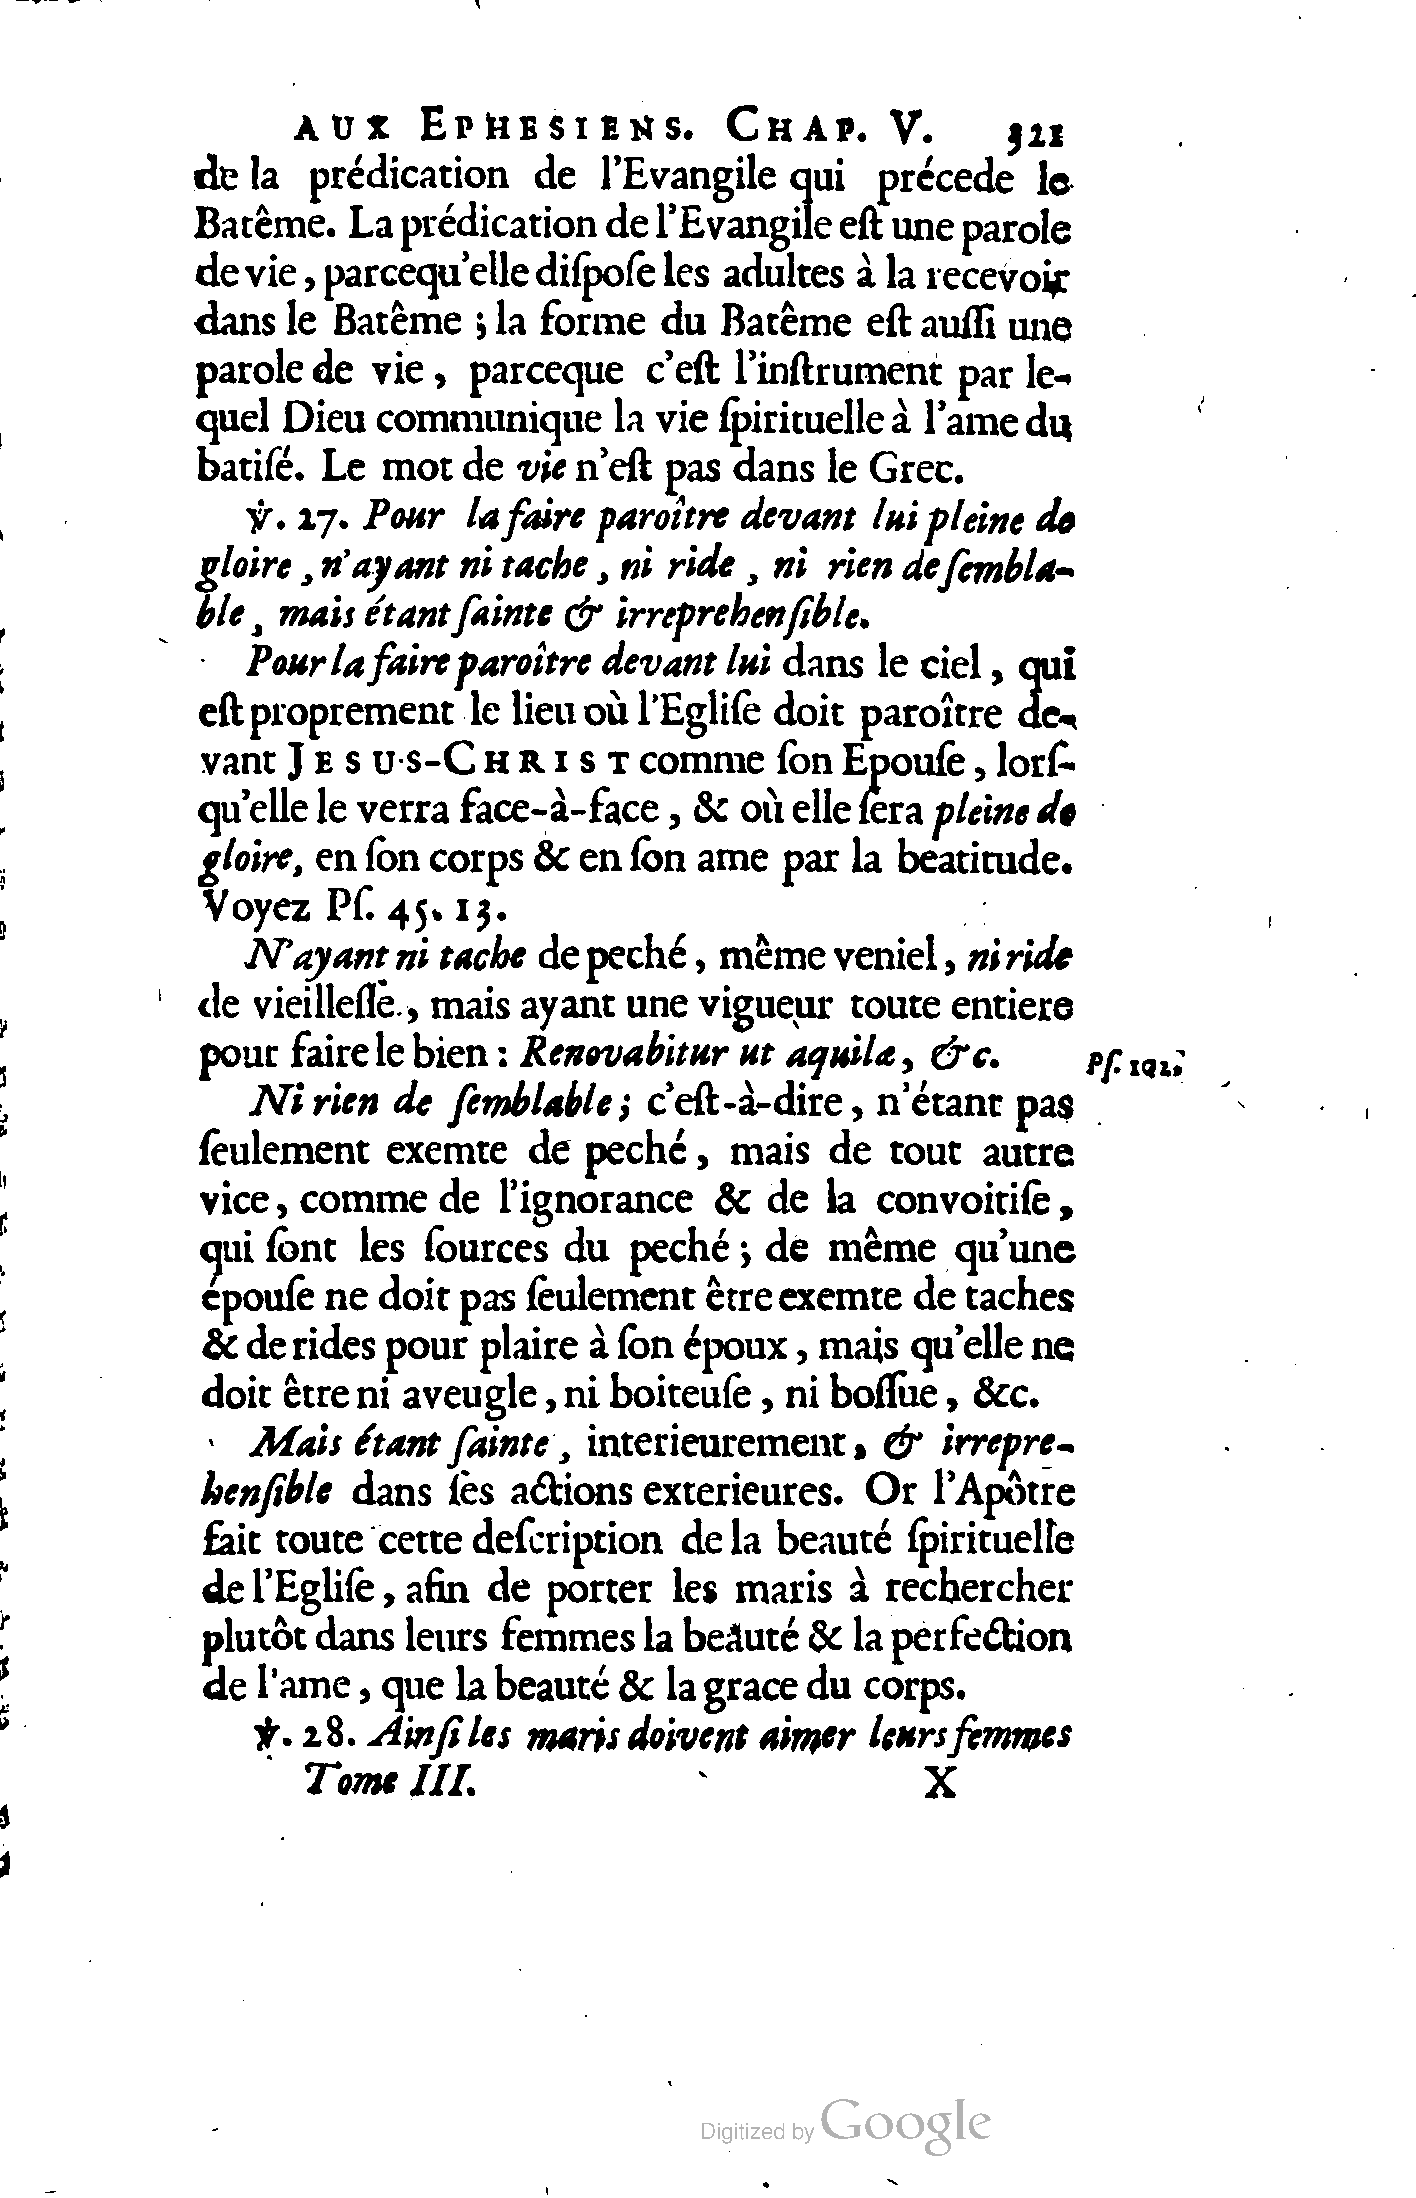 AUX EPHESIENS. CHAP. V. 321
de la prédication de l'Evangile qui précede le
Batême. La prédication de l'Evangile eſt une parole
de vie, parcequ'elle diſpoſe les adultes à la recevoir
dans le Batême ; la forme du Batême eſt auſſi une
parole de vie, parceque c'eſt l'inſtrument par le-
quel Dieu communique la vie ſpirituelle à l'ame du
batiſé. Le mot de vie n'eſt pas dans le Grec.
℣. 27. Pour la faire paroître devant lui pleine de
gloire, n'ayant ni tache, ni ride, ni rien de ſembla-
ble, mais étant ſainte & irreprehenſible.
Pour la faire paroître devant lui dans le ciel, qui
eſt proprement le lieu où l'Egliſe doit paroître de-
vant JESUS-CHRIST comme ſon Epouſe, lorſ-
qu'elle le verra face-à-face, & où elle ſera pleine de
gloire, en ſon corps & en ſon ame par la beatitude.
Voyez Pſ. 45. 13.
N'ayant ni tache de peché, même veniel, ni ride
de vieilleſſe, mais ayant une vigueur toute entiere
pour faire le bien : Renovabitur ut aquilæ, &c. Pſ. 102.
Ni rien de ſemblable ; c'eſt-à-dire, n'étant pas
ſeulement exemte de peché, mais de tout autre
vice, comme de l'ignorance & de la convoitiſe,
qui ſont les ſources du peché ; de même qu'une
épouſe ne doit pas ſeulement être exemte de taches
& de rides pour plaire à ſon époux, mais qu'elle ne
doit être ni aveugle, ni boiteuſe, ni boſſue, &c.
Mais étant ſainte, interieurement, & irrepre-
henſible dans ſes actions exterieures. Or l'Apôtre
fait toute cette deſcription de la beauté ſpirituelle
de l'Egliſe, afin de porter les maris à rechercher
plutôt dans leurs femmes la beauté & la perfection
de l'ame, que la beauté & la grace du corps.
℣. 28. Ainſi les maris doivent aimer leurs femmes
Tome III. X
Digitized by Google